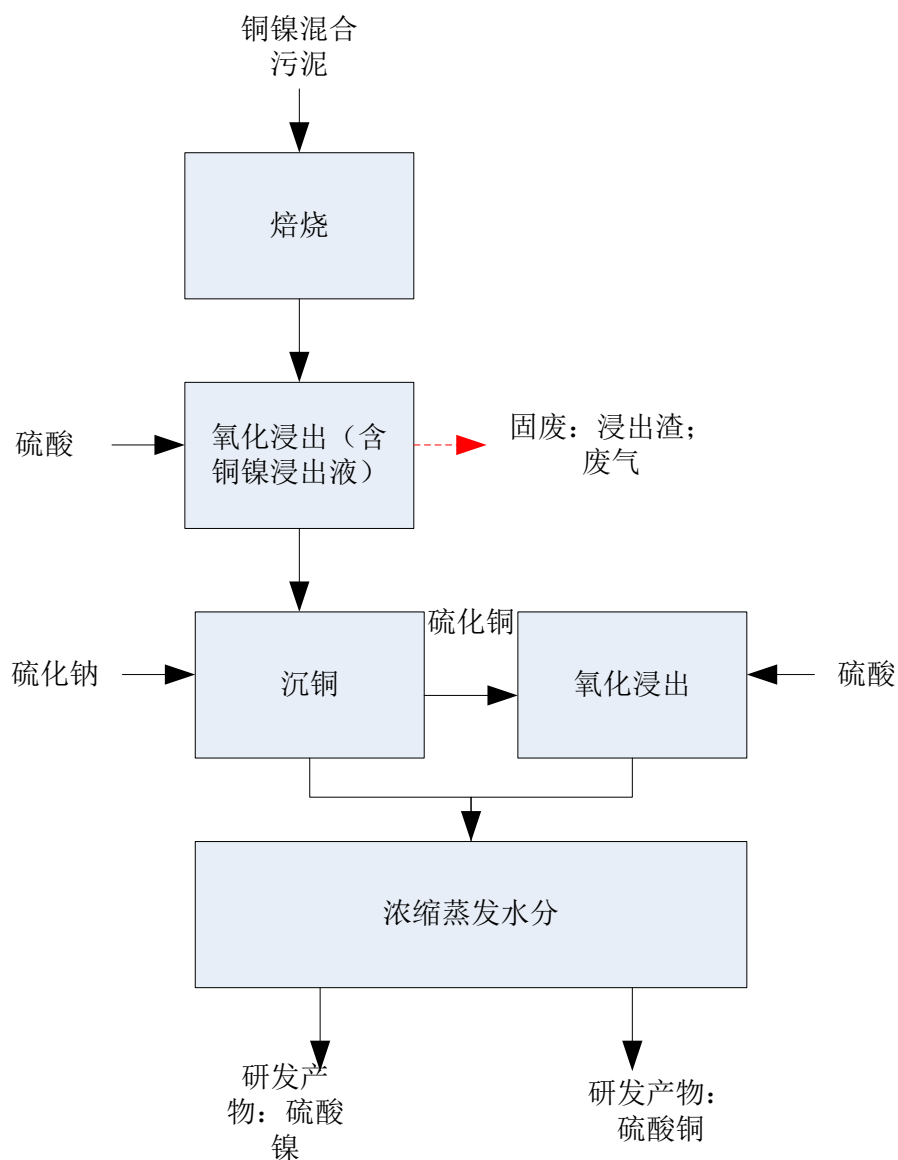 铜镍混合
污泥
焙烧
硫酸
氧化浸出（含
铜镍浸出液）
固废：浸出渣；
废气
硫化钠
沉铜
硫化铜
氧化浸出
硫酸
浓缩蒸发水分
研发产
物：硫酸
镍
研发产物：
硫酸铜